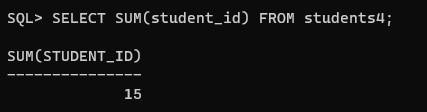 SQL> SELECT SUM(student_id) FROM students4;
SUM(STUDENT_ID)
---------------
15